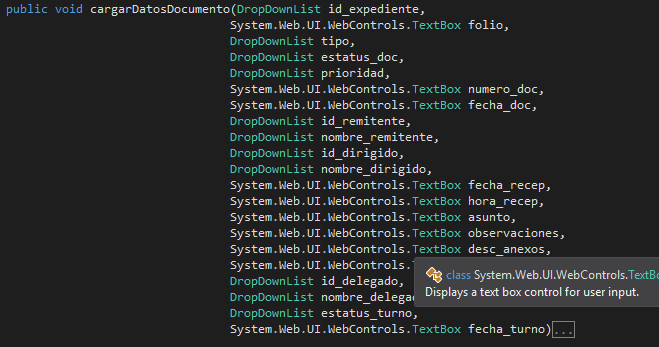 public void cargarDatosDocumento(DropDownList id_expediente,
System.Web.UI.WebControls.TextBox folio,
DropDownList tipo,
DropDownList estatus_doc,
DropDownList prioridad,
System.Web.UI.WebControls.TextBox numero_doc,
System.Web.UI.WebControls.TextBox fecha_doc,
DropDownList id_remitente,
DropDownList nombre_remitente,
DropDownList id_dirigido,
DropDownList nombre_dirigido,
System.Web.UI.WebControls.TextBox fecha_recep,
System.Web.UI.WebControls.TextBox hora_recep,
System.Web.UI.WebControls.TextBox asunto,
System.Web.UI.WebControls.TextBox observaciones,
System.Web.UI.WebControls.TextBox desc_anexos,
System.Web.UI.WebControls.T
class System.Web.UI.WebControls.TextBo
DropDownList id_delegado,
Displays a text box control for user input.
DropDownList nombre_delegad
DropDownList estatus_turno,
System.Web.UI.WebControls.TextBox fecha_turno)...